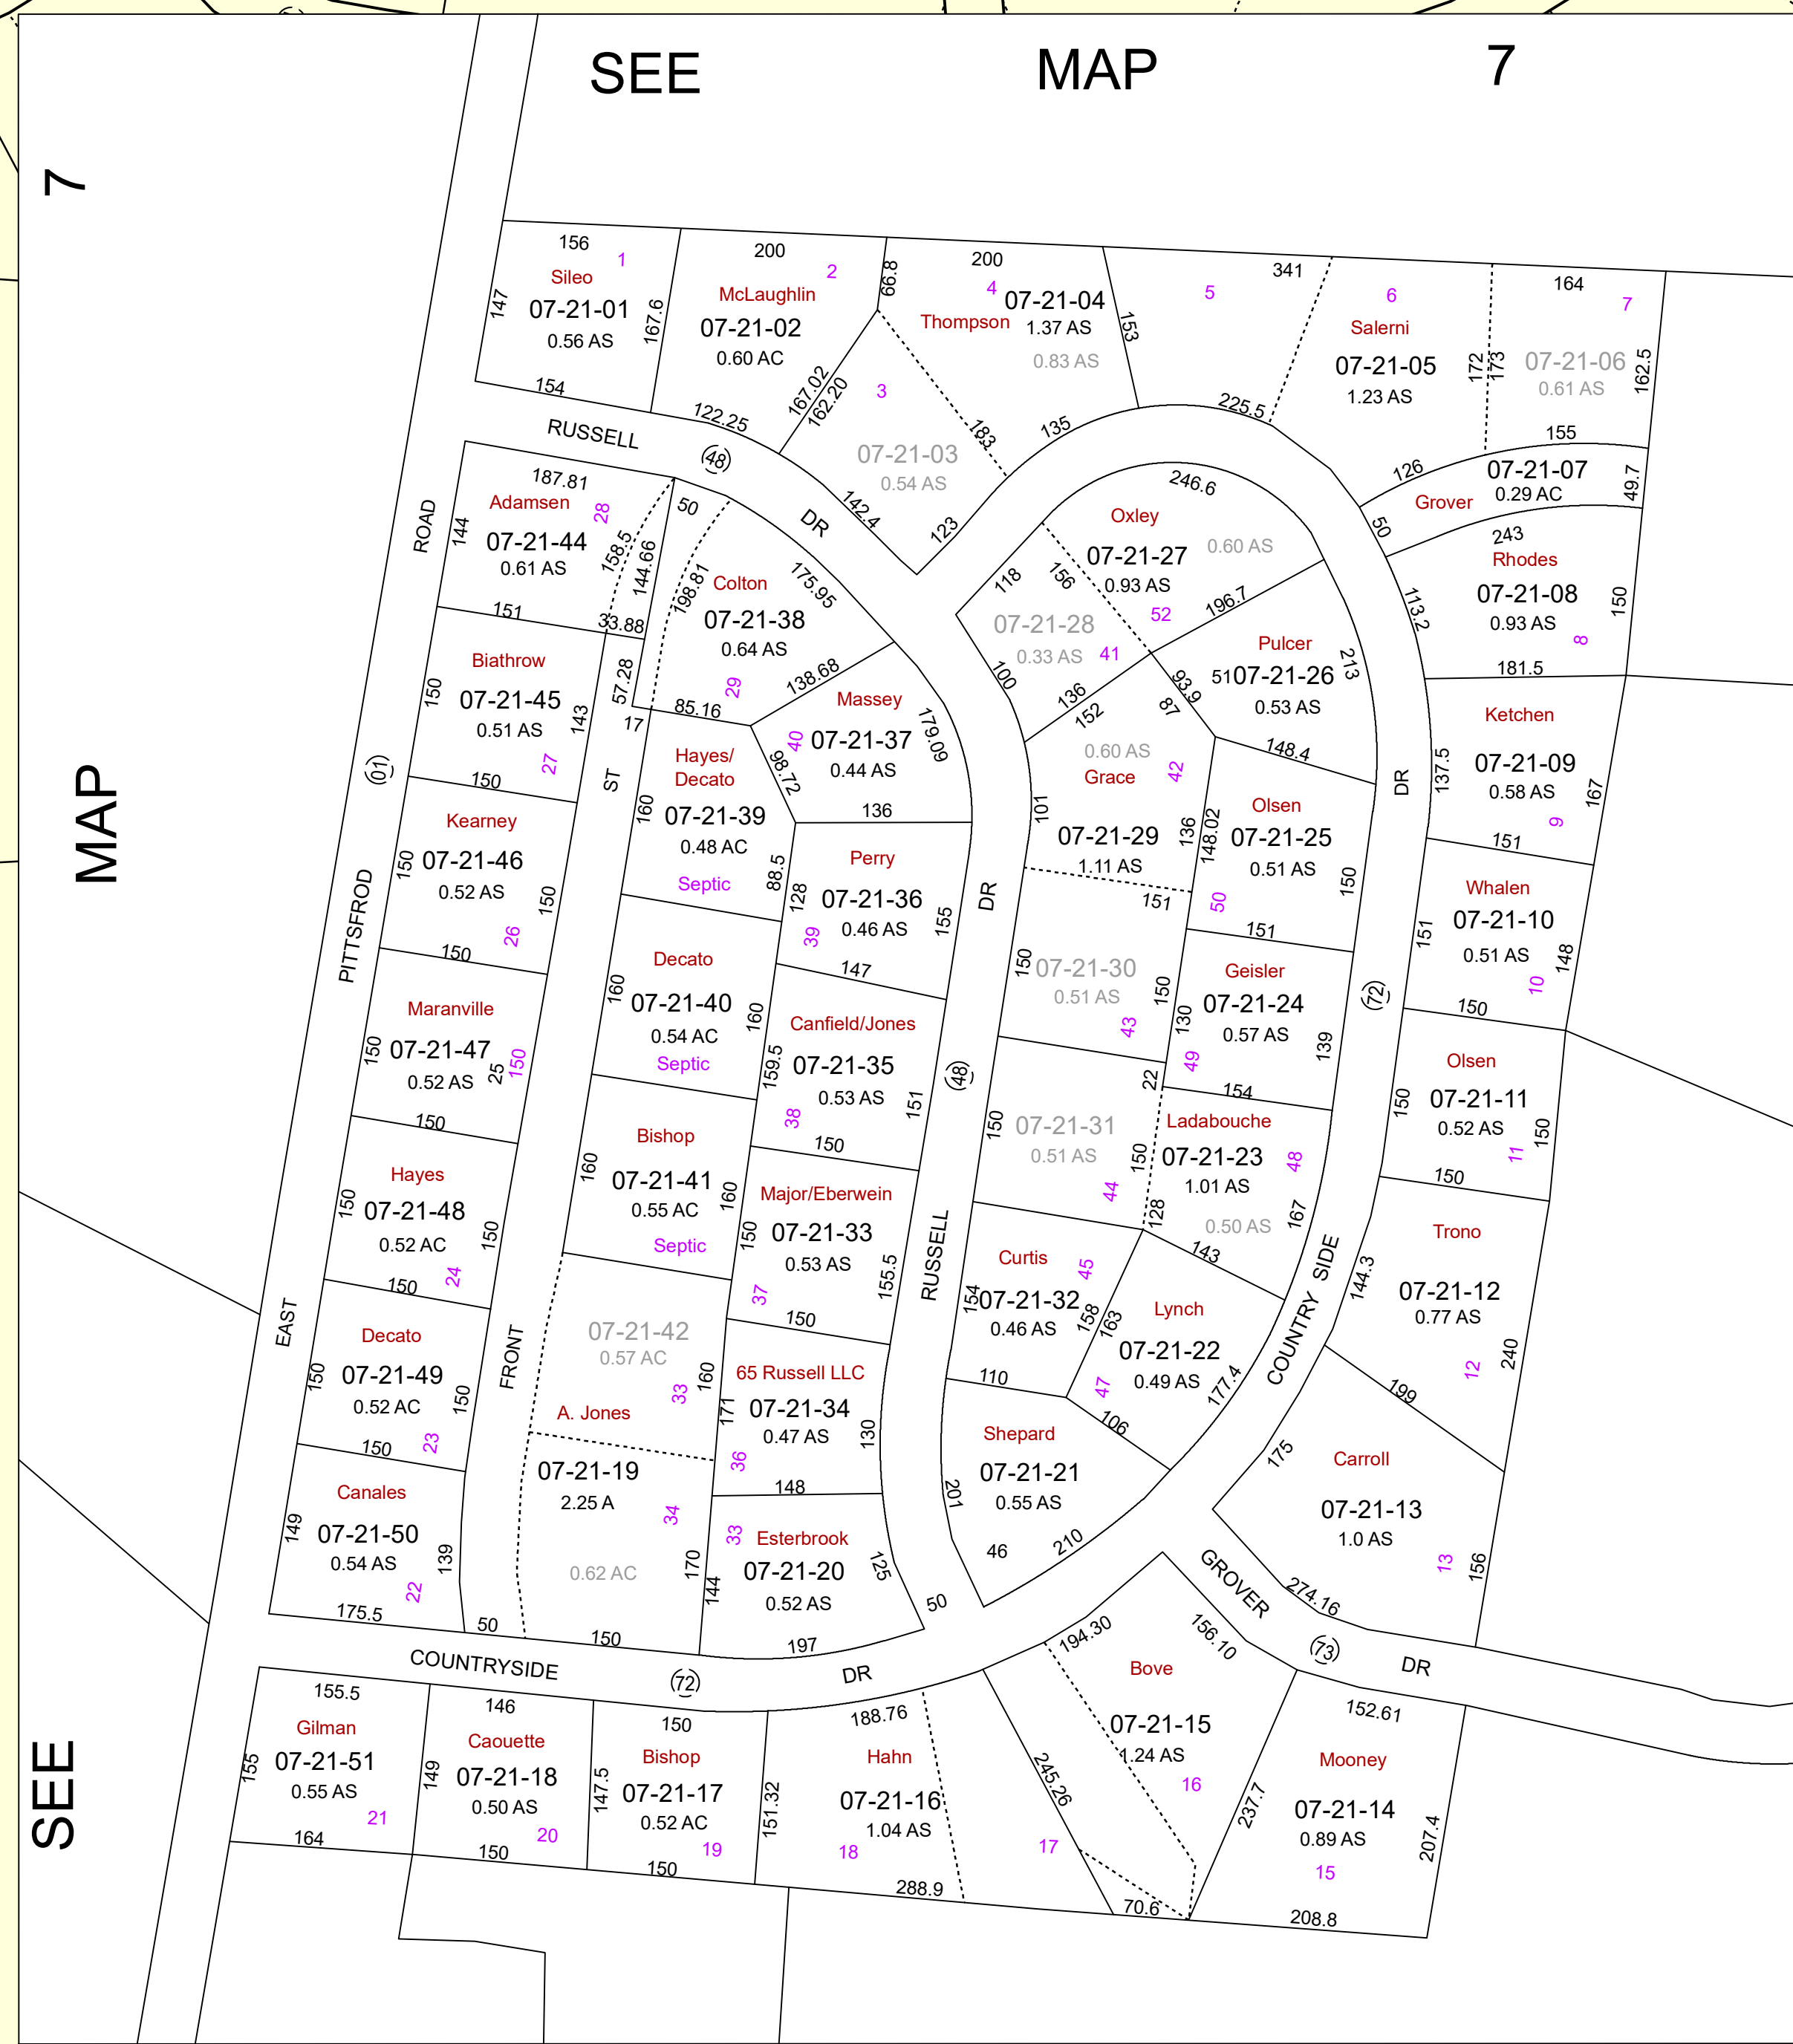 SEE MAP 7
7
MAP
SEE
156
1
Sileo
07-21-01
0.56 AS
147
167.6
154
200
2
McLaughlin
07-21-02
0.60 AC
66.8
167.02
162.20
122.25
200
4
07-21-04
Thompson
1.37 AS
0.83 AS
153
3
07-21-03
0.54 AS
183
142.4
123
135
341
5
225.5
6
Salerni
07-21-05
1.23 AS
172
173
164
7
07-21-06
0.61 AS
162.5
155
126
07-21-07
0.29 AC
Grover
49.7
50
243
Rhodes
07-21-08
0.93 AS
8
150
113.2
181.5
RUSSELL
(48)
DR
187.81
Adamsen
28
07-21-44
0.61 AS
144
158.5
144.66
151
33.88
50
198.81
Colton
07-21-38
0.64 AS
29
175.95
138.68
85.16
57.28
17
246.6
Oxley
0.60 AS
07-21-27
0.93 AS
52
118
156
196.7
07-21-28
0.33 AS
41
100
136
152
93.9
87
Pulcer
5107-21-26
0.53 AS
213
148.4
Biathrow
07-21-45
0.51 AS
150
143
27
150
Massey
40
07-21-37
0.44 AS
98.72
179.09
136
Hayes/
Decato
07-21-39
0.48 AC
Septic
160
88.5
0.60 AS
Grace
42
07-21-29
1.11 AS
101
136
148.02
151
Olsen
07-21-25
0.51 AS
50
150
151
Ketchen
07-21-09
0.58 AS
9
137.5
167
151
DR
ROAD
(01)
PITTSFROD
EAST
ST
FRONT
Kearney
07-21-46
0.52 AS
26
150
150
150
Perry
07-21-36
0.46 AS
39
128
155
147
DR
(48)
RUSSELL
Whalen
07-21-10
0.51 AS
10
151
148
150
Maranville
07-21-47
0.52 AS
150
25
150
150
Decato
07-21-40
0.54 AC
Septic
160
160
Canfield/Jones
07-21-35
0.53 AS
38
159.5
151
150
07-21-30
0.51 AS
43
150
150
Geisler
07-21-24
0.57 AS
49
130
139
154
(72)
COUNTRY SIDE
Olsen
07-21-11
0.52 AS
11
150
150
150
Hayes
07-21-48
0.52 AC
24
150
150
150
Bishop
07-21-41
0.55 AC
Septic
160
160
Major/Eberwein
07-21-33
0.53 AS
37
150
155.5
150
07-21-31
0.51 AS
44
150
22
150
Ladabouche
07-21-23
48
1.01 AS
0.50 AS
128
167
143
Trono
07-21-12
0.77 AS
12
144.3
240
199
Decato
07-21-49
0.52 AC
23
150
150
150
07-21-42
0.57 AC
33
160
A. Jones
07-21-19
2.25 A
34
0.62 AC
170
150
65 Russell LLC
07-21-34
0.47 AS
36
171
130
148
Curtis
45
07-21-32
0.46 AS
154
158
163
110
Lynch
07-21-22
0.49 AS
47
177.4
106
Shepard
07-21-21
0.55 AS
201
46
210
Carroll
07-21-13
1.0 AS
13
175
156
274.16
Canales
07-21-50
0.54 AS
22
149
139
175.5
50
33
Esterbrook
07-21-20
0.52 AS
144
125
197
50
COUNTRYSIDE
(72)
DR
GROVER
(73)
DR
155.5
Gilman
07-21-51
0.55 AS
21
155
164
146
Caouette
07-21-18
0.50 AS
20
149
150
150
Bishop
07-21-17
0.52 AC
19
147.5
150
188.76
Hahn
07-21-16
1.04 AS
18
151.32
288.9
17
245.26
70.6
194.30
156.10
Bove
07-21-15
1.24 AS
16
237.7
152.61
Mooney
07-21-14
0.89 AS
15
207.4
208.8